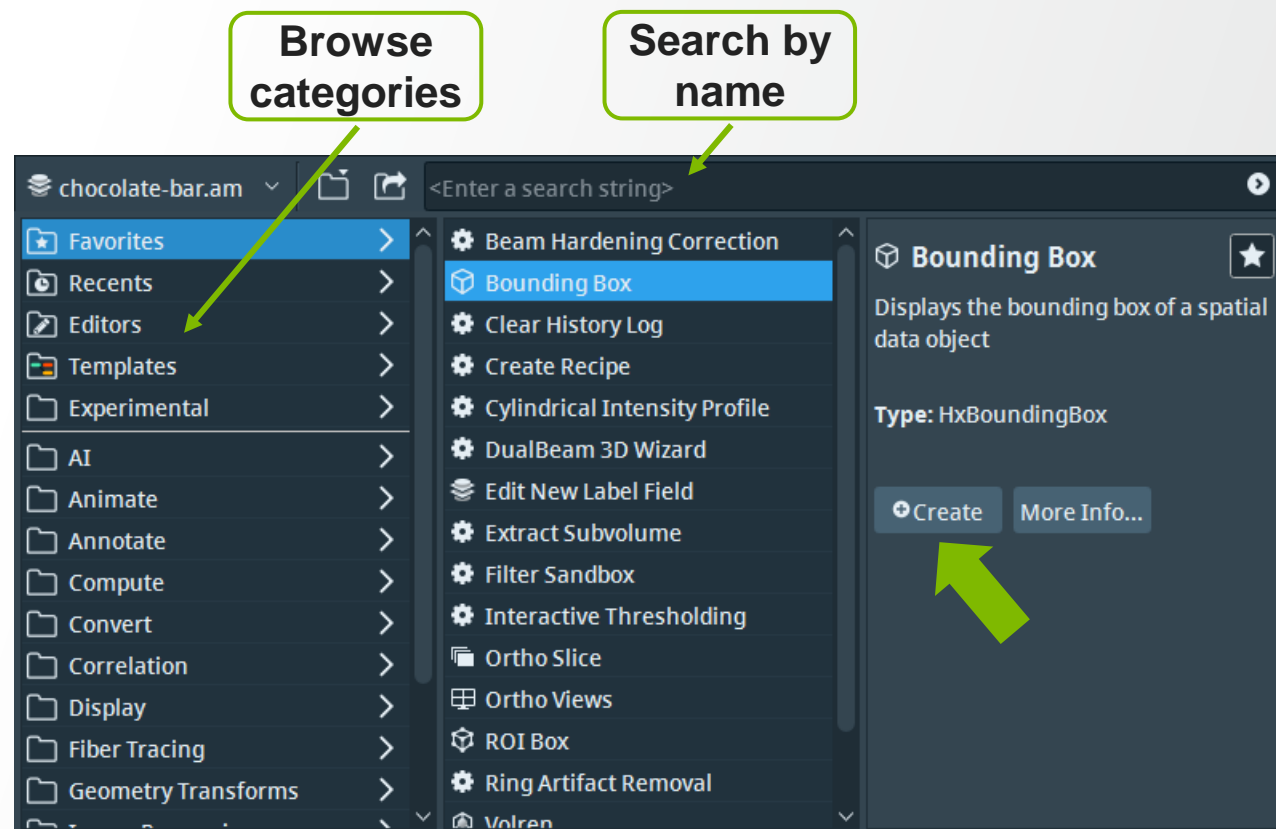 Browse
categories
Search by
name
chocolate-bar.am
<Enter a search string>
Favorites
Recents
Editors
Templates
Experimental
AI
Animate
Annotate
Compute
Convert
Correlation
Display
Fiber Tracing
Geometry Transforms
Beam Hardening Correction
Bounding Box
Clear History Log
Create Recipe
Cylindrical Intensity Profile
DualBeam 3D Wizard
Edit New Label Field
Extract Subvolume
Filter Sandbox
Interactive Thresholding
Ortho Slice
Ortho Views
ROI Box
Ring Artifact Removal
Volren
Bounding Box
Displays the bounding box of a spatial
data object
Type: HxBoundingBox
Create More Info...